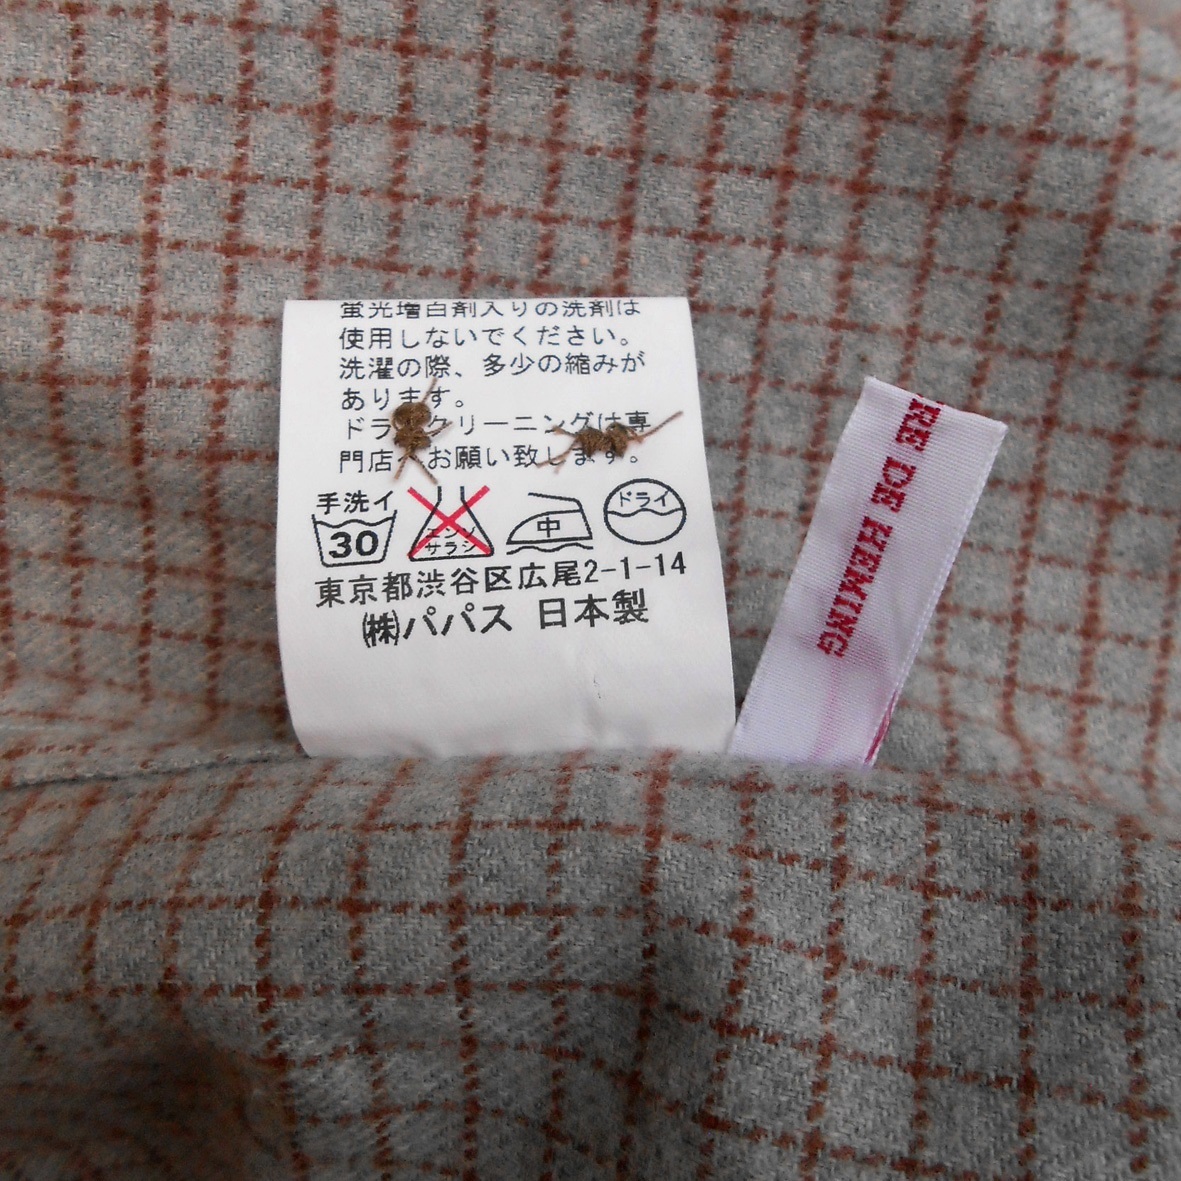 蛍光増白剤入りの洗剤は
使用しないでください。
洗濯の際、多少の縮みが
あります。
ドライクリーニングは専
門店へお願い致します。
手洗イ
30
エンソ
サラシ
中
ドライ
東京都渋谷区広尾2-1-14
㈱パパス 日本製
RE DE HEMING